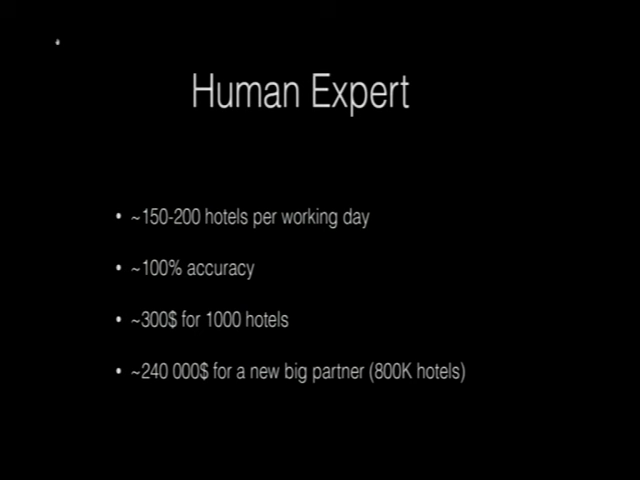 Human Expert
• ~150-200 hotels per working day
• ~100% accuracy
• ~300$ for 1000 hotels
• ~240 000$ for a new big partner (800K hotels)